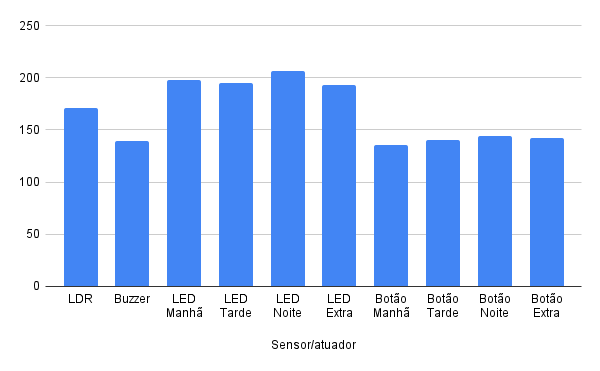 250
200
150
100
50
0
LDR
Buzzer
LED
Manhã
LED
Tarde
LED
Noite
LED
Extra
Botão
Manhã
Botão
Tarde
Botão
Noite
Botão
Extra
Sensor/atuador